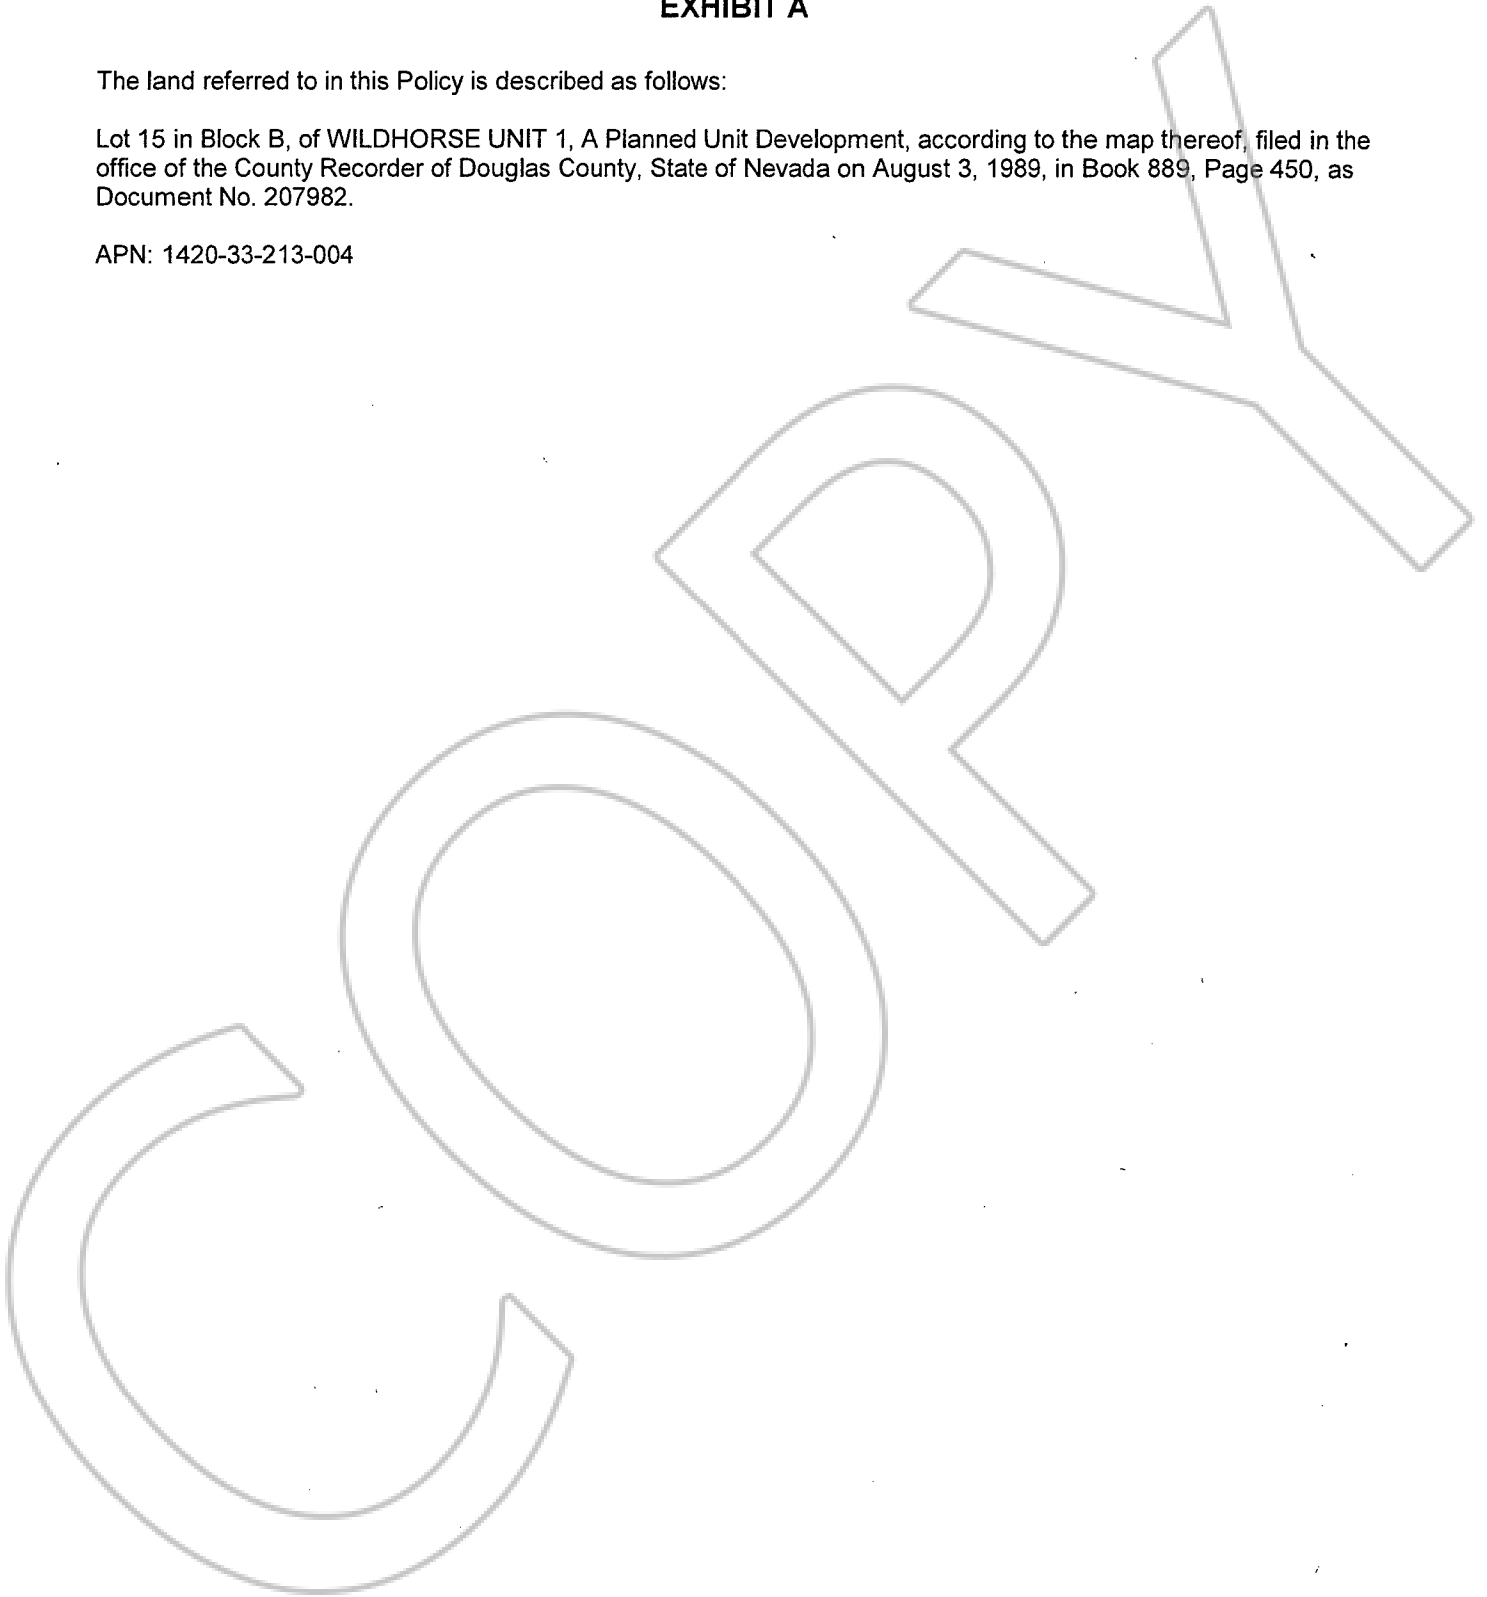 EXHIBIT A
The land referred to in this Policy is described as follows:
Lot 15 in Block B, of WILDHORSE UNIT 1, A Planned Unit Development, according to the map thereof, filed in the
office of the County Recorder of Douglas County, State of Nevada on August 3, 1989, in Book 889, Page 450, as
Document No. 207982.
APN: 1420-33-213-004
COPY